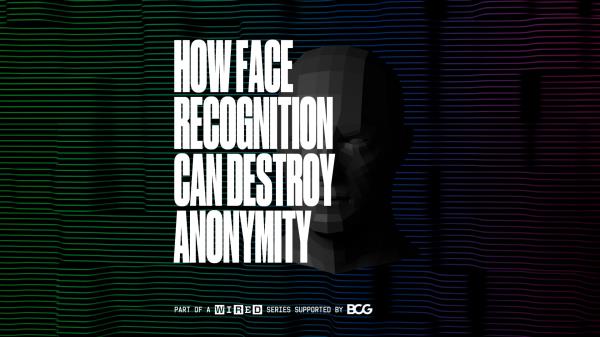 HOW FACE
RECOGNITION
CAN DESTROY
ANONYMITY
PART OF A WIRED SERIES SUPPORTED BY BCG